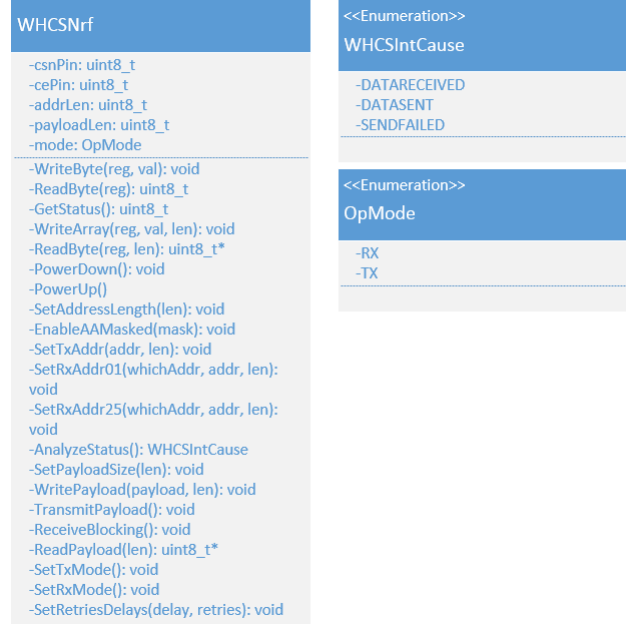 WHCSNrf
-csnPin: uint8_t
-cePin: uint8_t
-addrLen: uint8_t
-payloadLen: uint8_t
-mode: OpMode
-WriteByte(reg, val): void
-ReadByte(reg): uint8_t
-GetStatus(): uint8_t
-WriteArray(reg, val, len): void
-ReadByte(reg, len): uint8_t*
-PowerDown(): void
-PowerUp()
-SetAddressLength(len): void
-EnableAAMasked(mask): void
-SetTxAddr(addr, len): void
-SetRxAddr01(whichAddr, addr, len):
void
-SetRxAddr25(whichAddr, addr, len):
void
-AnalyzeStatus(): WHCSIntCause
-SetPayloadSize(len): void
-WritePayload(payload, len): void
-TransmitPayload(): void
-ReceiveBlocking(): void
-ReadPayload(len): uint8_t*
-SetTxMode(): void
-SetRxMode(): void
-SetRetriesDelays(delay, retries): void
<<Enumeration>>
WHCSIntCause
-DATARECEIVED
-DATASENT
-SENDFAILED
<<Enumeration>>
OpMode
-RX
-TX